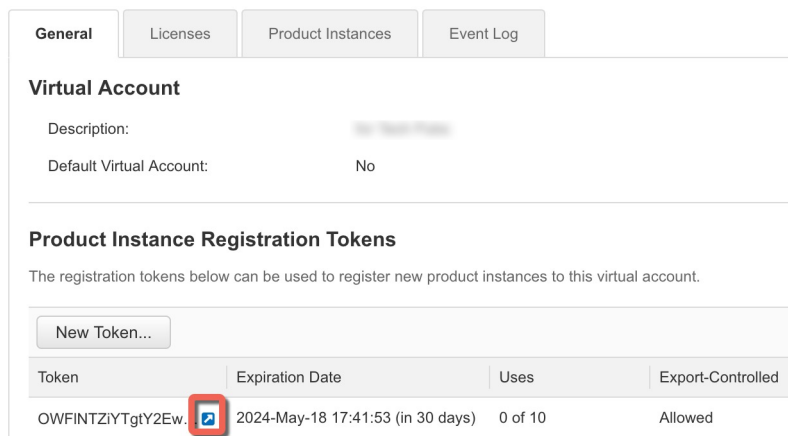 General Licenses Product Instances Event Log
Virtual Account
Description:
Default Virtual Account: No
Product Instance Registration Tokens
The registration tokens below can be used to register new product instances to this virtual account.
New Token...
Token Expiration Date Uses Export-Controlled
OWFlNTZiYTgtY2Ew... 2024-May-18 17:41:53 (in 30 days) 0 of 10 Allowed